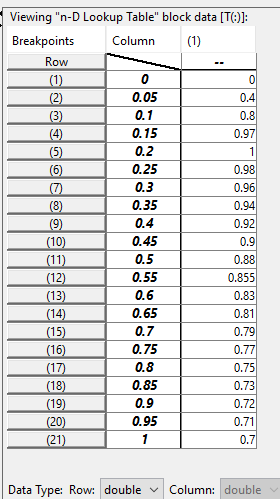 Viewing "n-D Lookup Table" block data [T(:)]:
Breakpoints Column (1)
Row --
(1) 0 0
(2) 0.05 0.4
(3) 0.1 0.8
(4) 0.15 0.97
(5) 0.2 1
(6) 0.25 0.98
(7) 0.3 0.96
(8) 0.35 0.94
(9) 0.4 0.92
(10) 0.45 0.9
(11) 0.5 0.88
(12) 0.55 0.855
(13) 0.6 0.83
(14) 0.65 0.81
(15) 0.7 0.79
(16) 0.75 0.77
(17) 0.8 0.75
(18) 0.85 0.73
(19) 0.9 0.72
(20) 0.95 0.71
(21) 1 0.7
Data Type: Row: double Column: double